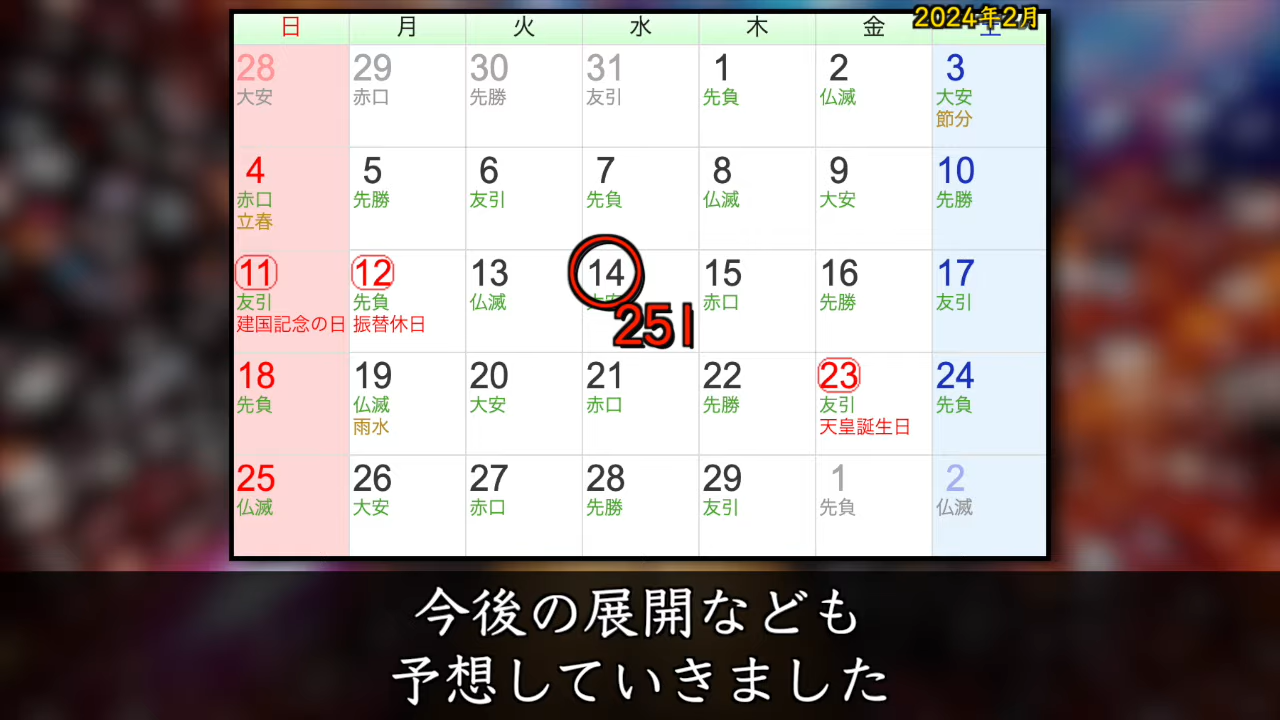 2024年2月
日 月 火 水 木 金 土
28 29 30 31 1 2 3
大安 赤口 先勝 友引 先負 仏滅 大安
節分
4 5 6 7 8 9 10
赤口 先勝 友引 先負 仏滅 大安 先勝
立春
11 12 13 14 15 16 17
友引 先負 仏滅 大安 赤口 先勝 友引
建国記念の日 振替休日 251
18 19 20 21 22 23 24
先負 仏滅 大安 赤口 先勝 友引 先負
雨水 天皇誕生日
25 26 27 28 29 1 2
仏滅 大安 赤口 先勝 友引 先負 仏滅
今後の展開なども
予想していきました